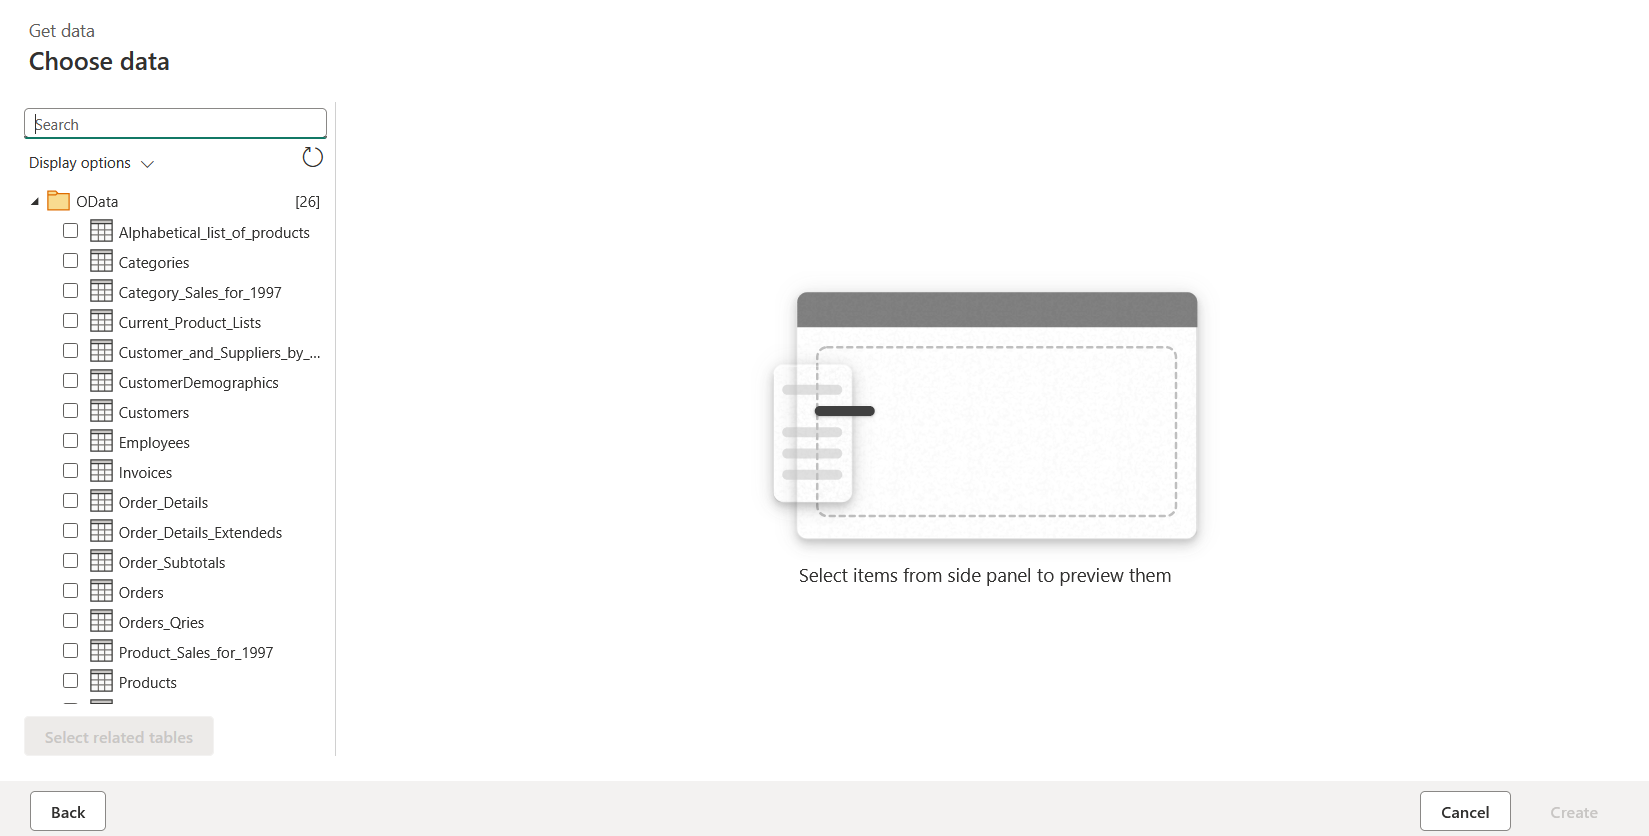 Get data
Choose data
Search
Display options
OData [26]
Alphabetical_list_of_products
Categories
Category_Sales_for_1997
Current_Product_Lists
Customer_and_Suppliers_by_...
CustomerDemographics
Customers
Employees
Invoices
Order_Details
Order_Details_Extendeds
Order_Subtotals
Orders
Orders_Qries
Product_Sales_for_1997
Products
Select items from side panel to preview them
Select related tables
Back
Cancel
Create